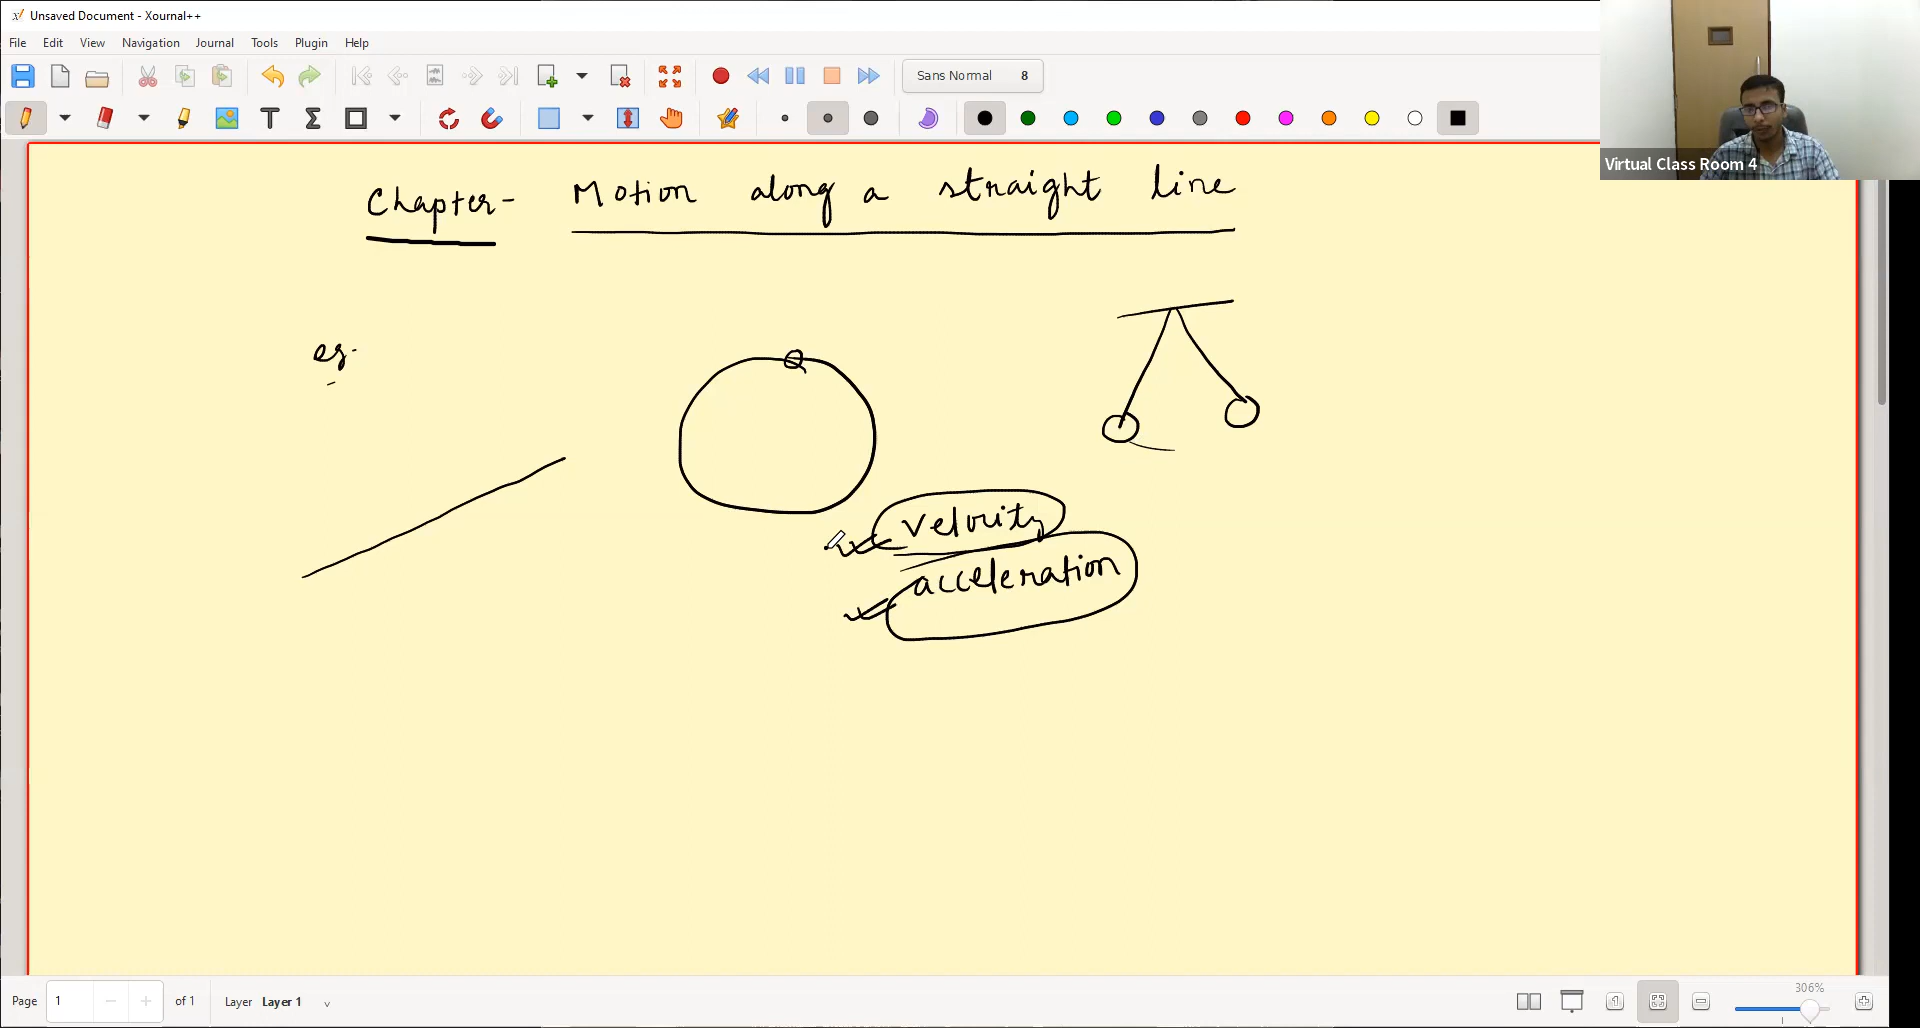 Unsaved Document - Xournal++
File Edit View Navigation Journal Tools Plugin Help
Sans Normal 8
Virtual Class Room 4
Chapter- Motion along a straight line
eg.
velocity
acceleration
306%
Page 1 of 1 Layer Layer 1